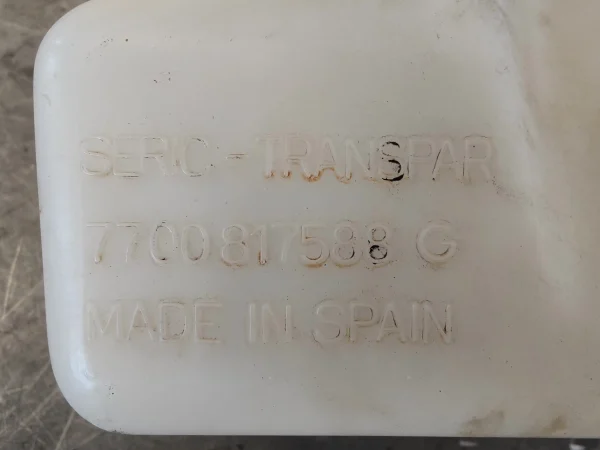 SERIC-TRANSPAR
7700817588 G
MADE IN SPAIN